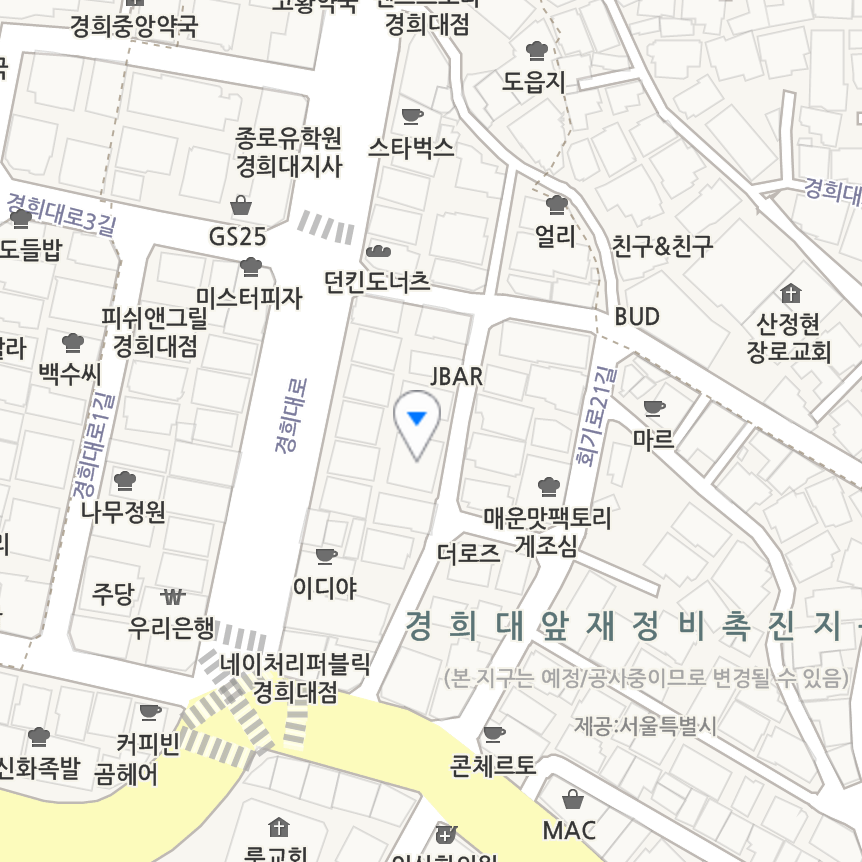 경희중앙약국
고황약국
경희대점
도읍지
종로유학원
경희대지사
스타벅스
경희대로3길
GS25
도들밥
얼리
친구&친구
던킨도너츠
미스터피자
피쉬앤그릴
경희대점
BUD
산정현
장로교회
백수씨
JBAR
경희대로
경희대로1길
회기로21길
마르
나무정원
매운맛팩토리
게조심
더로즈
이디야
주당
우리은행
경 희 대 앞 재 정 비 촉 진 지
네이처리퍼블릭
경희대점
(본 지구는 예정/공사중이므로 변경될 수 있음)
제공:서울특별시
커피빈
곰헤어
신화족발
콘체르토
MAC